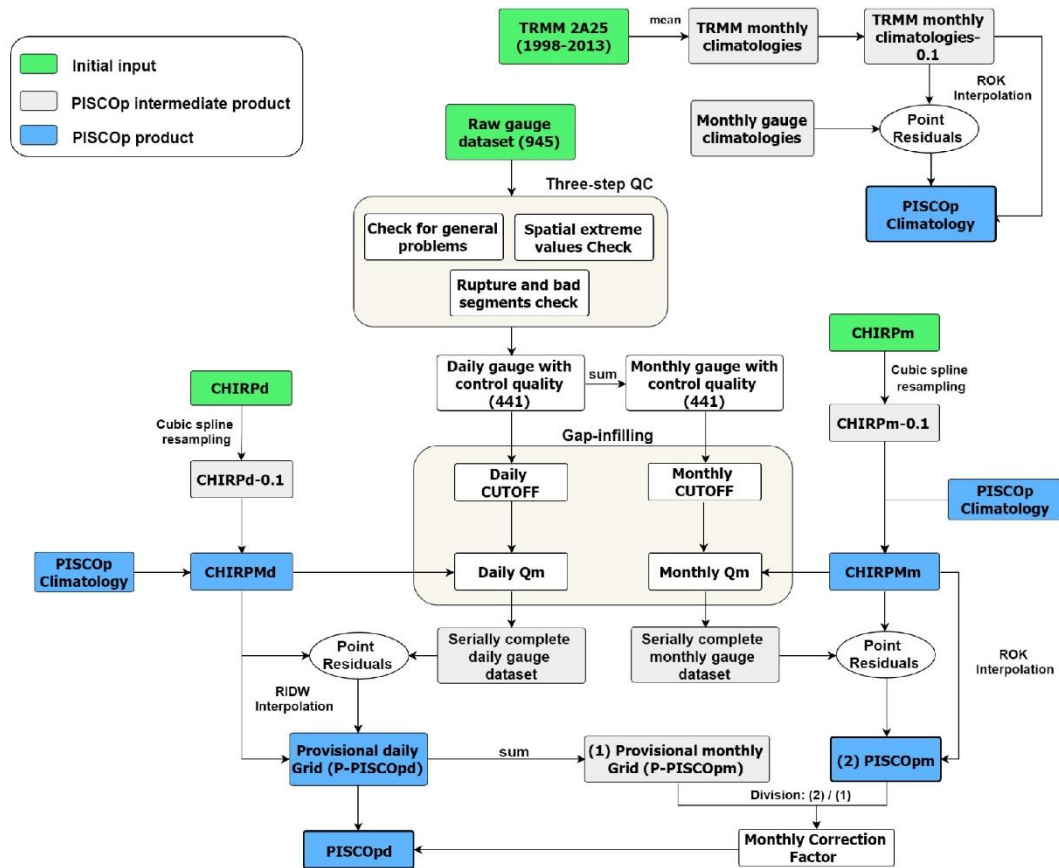 Initial input
PISCOp intermediate product
PISCOp product
TRMM 2A25
(1998-2013)
mean
TRMM monthly
climatologies
TRMM monthly
climatologies-
0.1
ROK
Interpolation
Monthly gauge
climatologies
Point
Residuals
PISCOp
Climatology
Raw gauge
dataset (945)
Three-step QC
Check for general
problems
Spatial extreme
values Check
Rupture and bad
segments check
Daily gauge with
control quality
(441)
sum
Monthly gauge with
control quality
(441)
CHIRPd
Cubic spline
resampling
CHIRPd-0.1
CHIRPm
Cubic spline
resampling
CHIRPm-0.1
Gap-infilling
Daily
CUTOFF
Monthly
CUTOFF
PISCOp
Climatology
PISCOp
Climatology
CHIRPMd
Daily Qm
Monthly Qm
CHIRPMm
Point
Residuals
Serially complete
daily gauge
dataset
Serially complete
monthly gauge
dataset
Point
Residuals
ROK
Interpolation
RIDW
Interpolation
Provisional daily
Grid (P-PISCOpd)
sum
(1) Provisional monthly
Grid (P-PISCOpm)
(2) PISCOpm
Division: (2) / (1)
PISCOpd
Monthly Correction
Factor